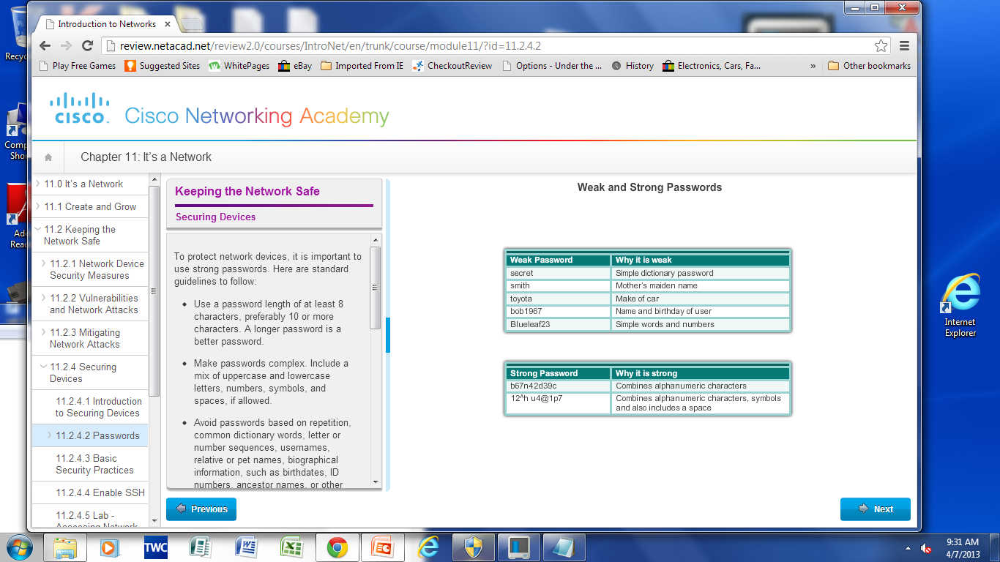 Introduction to Networks
review.netacad.net/review2.0/courses/IntroNet/en/trunk/course/module11/?id=11.2.4.2
Play Free Games
Suggested Sites
WhitePages
eBay
Imported From IE
CheckoutReview
Options - Under the ...
History
Electronics, Cars, Fa...
»
Other bookmarks
CISCO
Cisco Networking Academy
Chapter 11: It's a Network
11.0 It's a Network
11.1 Create and Grow
11.2 Keeping the
Network Safe
11.2.1 Network Device
Security Measures
11.2.2 Vulnerabilities
and Network Attacks
11.2.3 Mitigating
Network Attacks
11.2.4 Securing
Devices
11.2.4.1 Introduction
to Securing Devices
11.2.4.2 Passwords
11.2.4.3 Basic
Security Practices
11.2.4.4 Enable SSH
11.2.4.5 Lab -
Accessing Network
Keeping the Network Safe
Securing Devices
To protect network devices, it is important to
use strong passwords. Here are standard
guidelines to follow:
• Use a password length of at least 8
characters, preferably 10 or more
characters. A longer password is a
better password.
• Make passwords complex. Include a
mix of uppercase and lowercase
letters, numbers, symbols, and
spaces, if allowed.
• Avoid passwords based on repetition,
common dictionary words, letter or
number sequences, usernames,
relative or pet names, biographical
information, such as birthdates, ID
numbers, ancestor names, or other
Previous
Weak and Strong Passwords
Weak Password Why it is weak
secret Simple dictionary password
smith Mother's maiden name
toyota Make of car
bob1967 Name and birthday of user
Blueleaf23 Simple words and numbers
Strong Password Why it is strong
b67n42d39c Combines alphanumeric characters
12^h u4@1p7 Combines alphanumeric characters, symbols
and also includes a space
Next
Recyc
Comp
Sho
Ado
Read
Internet
Explorer
TWC
9:31 AM
4/7/2013